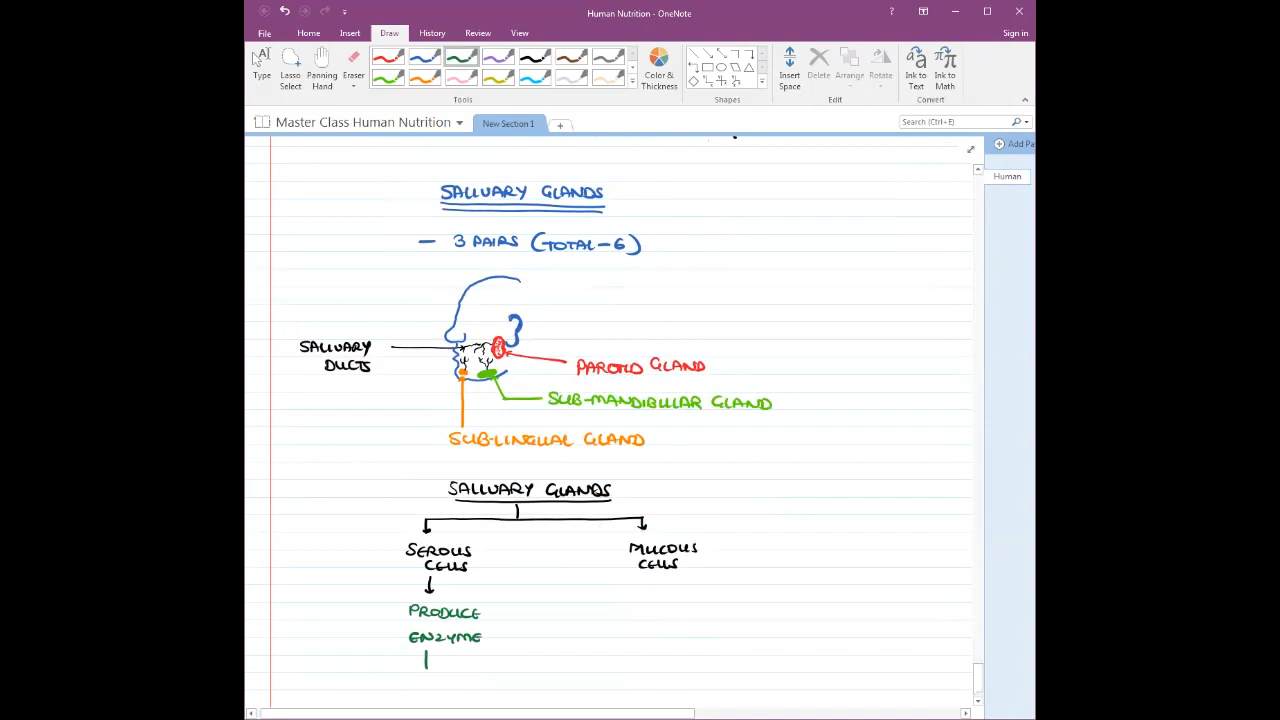 Human Nutrition - OneNote
?
File
Home
Insert
Draw
History
Review
View
Sign in
Type
Lasso Select
Panning Hand
Eraser
Color & Thickness
Insert Space
Delete
Arrange
Rotate
Ink to Text
Ink to Math
Tools
Shapes
Edit
Convert
Master Class Human Nutrition
New Section 1
+
Search (Ctrl+E)
Add Pa
Human
SALIVARY GLANDS
– 3 PAIRS (TOTAL – 6)
SALIVARY
DUCTS
PAROTID GLAND
SUB-MANDIBULAR GLAND
SUB-LINGUAL GLAND
SALIVARY GLANDS
SEROUS
CELLS
MUCOUS
CELLS
PRODUCE
ENZYME